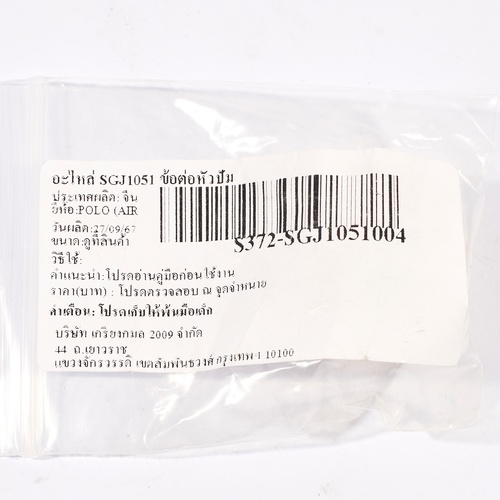 อะไหล่ SGJ1051 ข้อต่อหัวปั๊ม
ประเทศผลิต: จีน
ยี่ห้อ:POLO (AIR
วันผลิต:27/09/67
ขนาด:ดูที่สินค้า
S372-SGJ1051004
วิธีใช้:
คำแนะนำ:โปรดอ่านคู่มือก่อนใช้งาน
ราคา(บาท) : โปรดตรวจสอบ ณ จุดจำหน่าย
คำเตือน: โปรดเก็บให้พ้นมือเด็ก
บริษัท เกรียงกมล 2009 จำกัด
44 ถ.เยาวราช
แขวงจักรวรรดิ เขตสัมพันธวงศ์ กรุงเทพฯ 10100